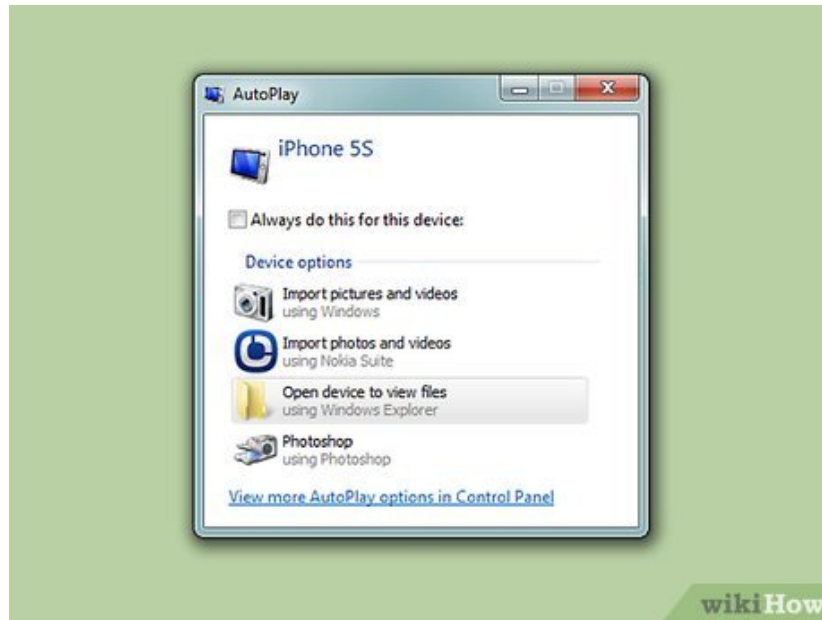 AutoPlay
iPhone 5S
Always do this for this device:
Device options
Import pictures and videos
using Windows
Import photos and videos
using Nokia Suite
Open device to view files
using Windows Explorer
Photoshop
using Photoshop
View more AutoPlay options in Control Panel
wikiHow